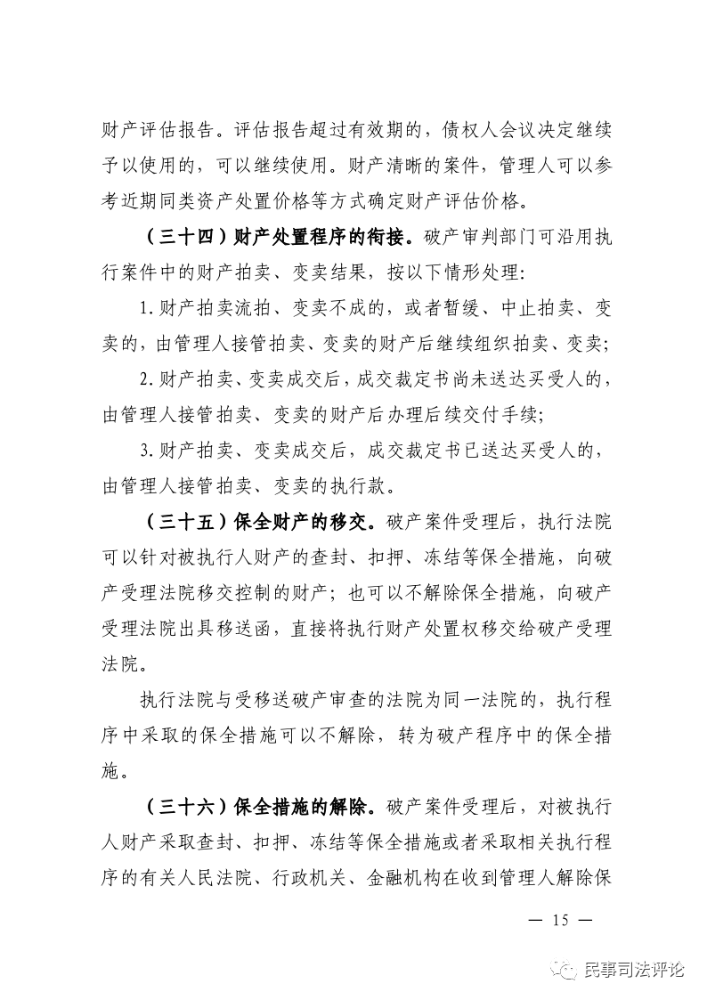 财产评估报告。评估报告超过有效期的，债权人会议决定继续
予以使用的，可以继续使用。财产清晰的案件，管理人可以参
考近期同类资产处置价格等方式确定财产评估价格。
（三十四）财产处置程序的衔接。破产审判部门可沿用执
行案件中的财产拍卖、变卖结果，按以下情形处理：
1.财产拍卖流拍、变卖不成的，或者暂缓、中止拍卖、变
卖的，由管理人接管拍卖、变卖的财产后继续组织拍卖、变卖；
2.财产拍卖、变卖成交后，成交裁定书尚未送达买受人的，
由管理人接管拍卖、变卖的财产后办理后续交付手续；
3.财产拍卖、变卖成交后，成交裁定书已送达买受人的，
由管理人接管拍卖、变卖的执行款。
（三十五）保全财产的移交。破产案件受理后，执行法院
可以针对被执行人财产的查封、扣押、冻结等保全措施，向破
产受理法院移交控制的财产；也可以不解除保全措施，向破产
受理法院出具移送函，直接将执行财产处置权移交给破产受理
法院。
执行法院与受移送破产审查的法院为同一法院的，执行程
序中采取的保全措施可以不解除，转为破产程序中的保全措
施。
（三十六）保全措施的解除。破产案件受理后，对被执行
人财产采取查封、扣押、冻结等保全措施或者采取相关执行程
序的有关人民法院、行政机关、金融机构在收到管理人解除保
— 15 —
民事司法评论